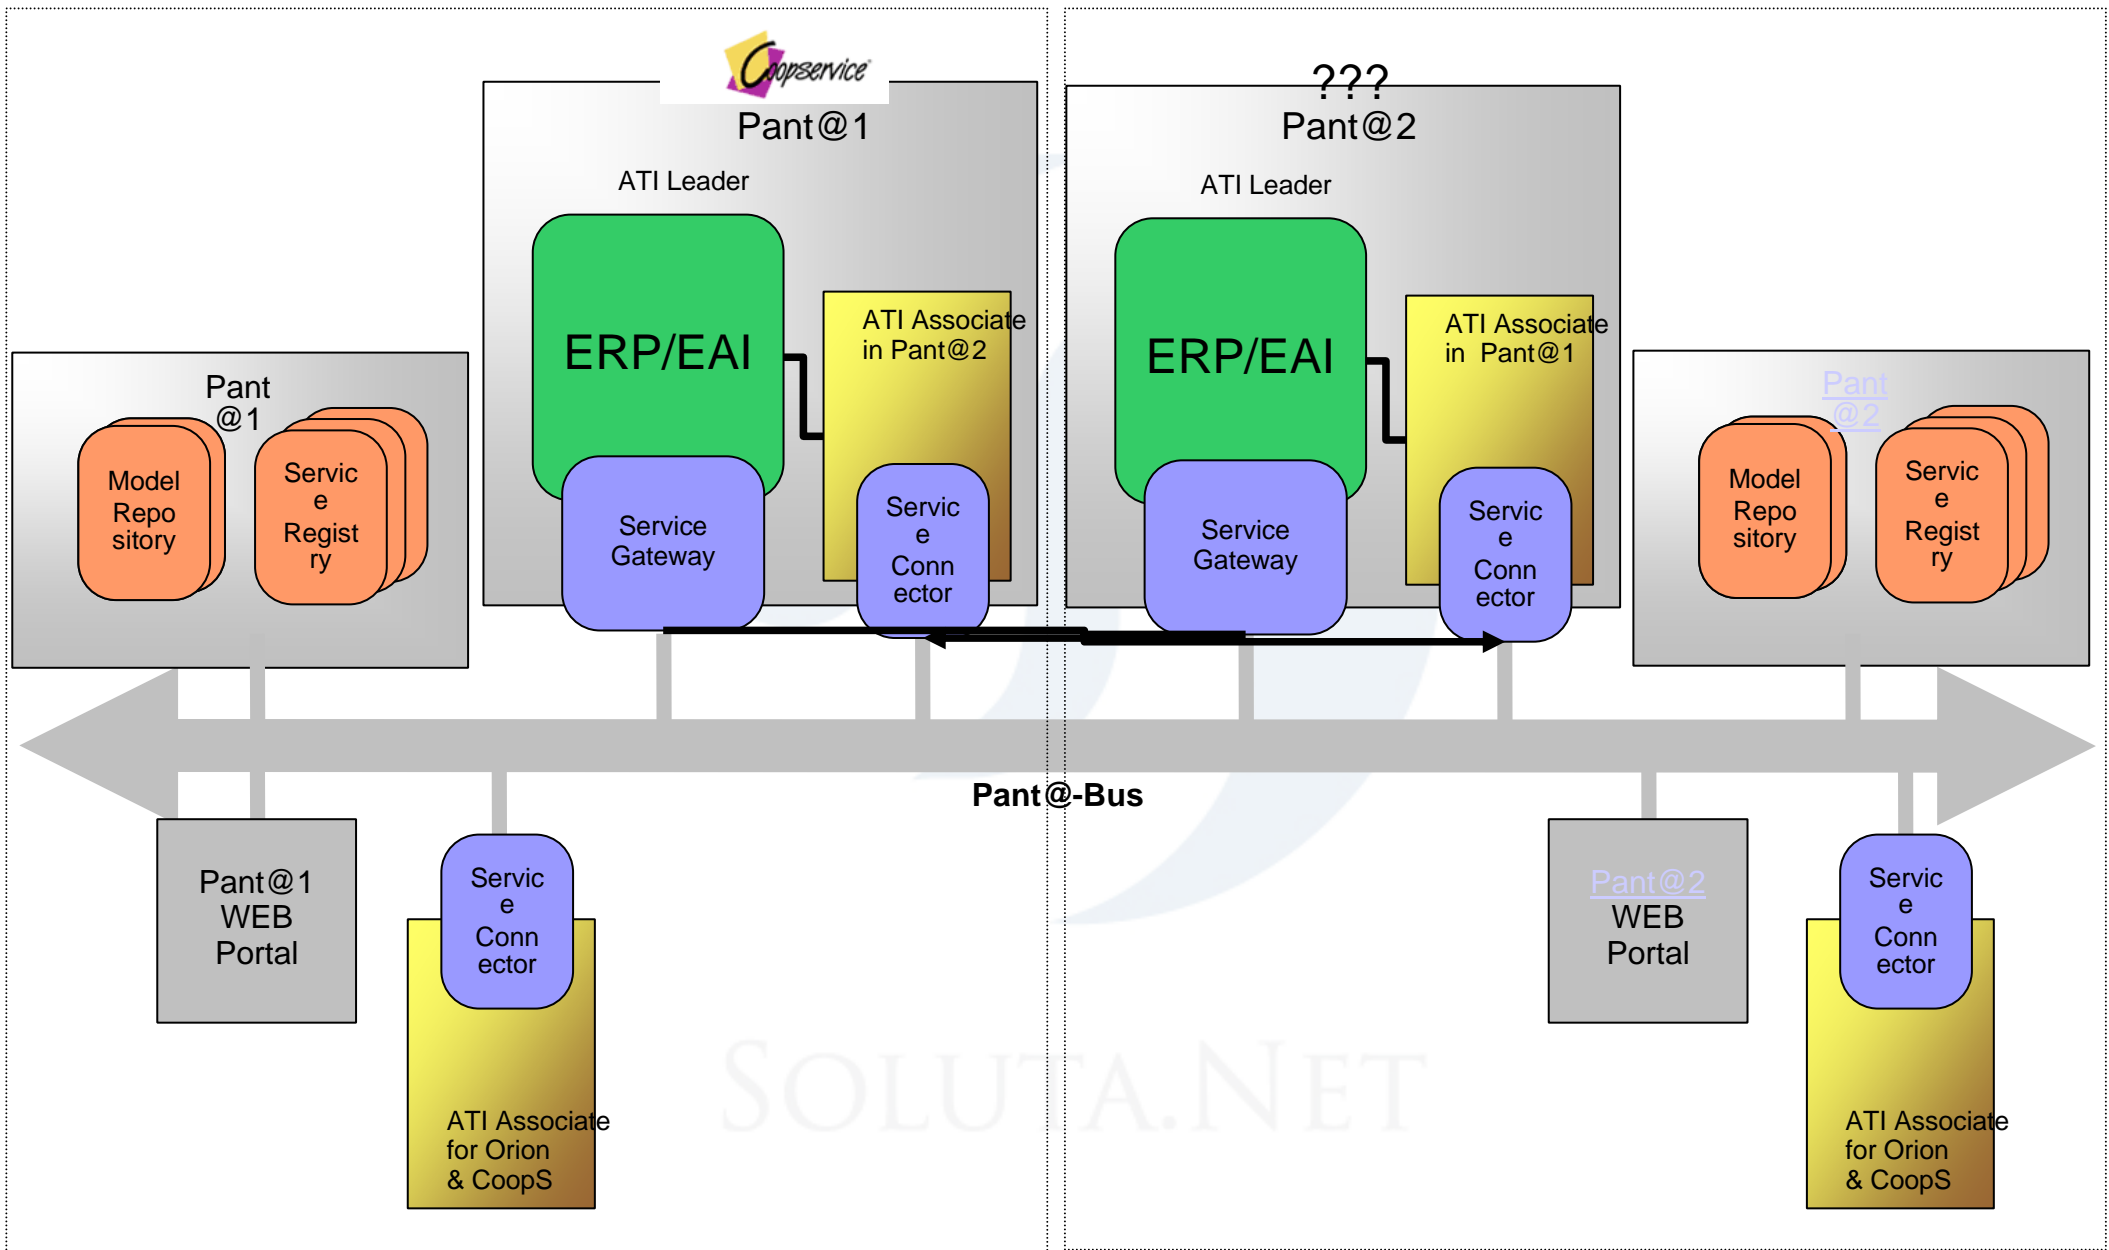 Coopservice
Pant@1
ATI Leader
ERP/EAI
ATI Associate
in Pant@2
Service
Gateway
Servic
e
Conn
ector
???
Pant@2
ATI Leader
ERP/EAI
ATI Associate
in Pant@1
Service
Gateway
Servic
e
Conn
ector
Pant
@1
Model
Repo
sitory
Servic
e
Regist
ry
Pant
@2
Model
Repo
sitory
Servic
e
Regist
ry
Pant@-Bus
Pant@1
WEB
Portal
Servic
e
Conn
ector
ATI Associate
for Orion
& CoopS
Pant@2
WEB
Portal
Servic
e
Conn
ector
ATI Associate
for Orion
& CoopS
SOLUTA.NET